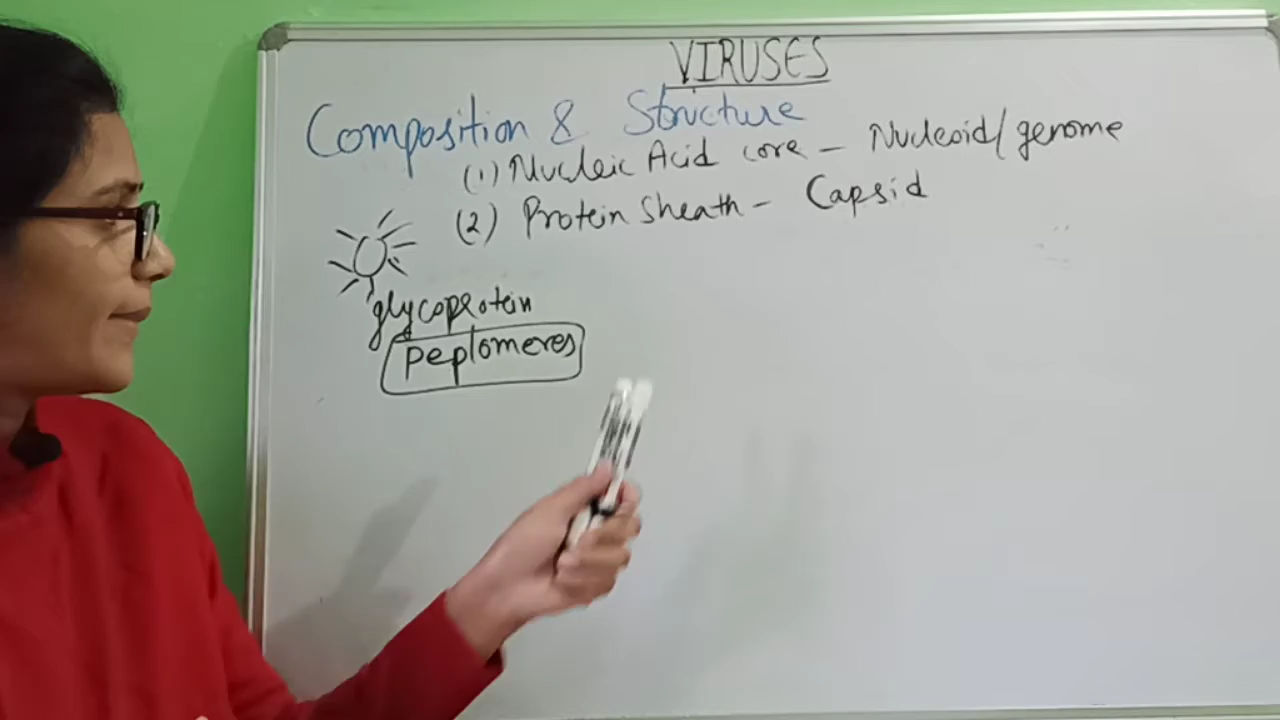 VIRUSES
Composition & Structure
(1) Nucleic Acid core - Nucleoid/genome
(2) Protein Sheath - Capsid
glycoprotein
peplomeres